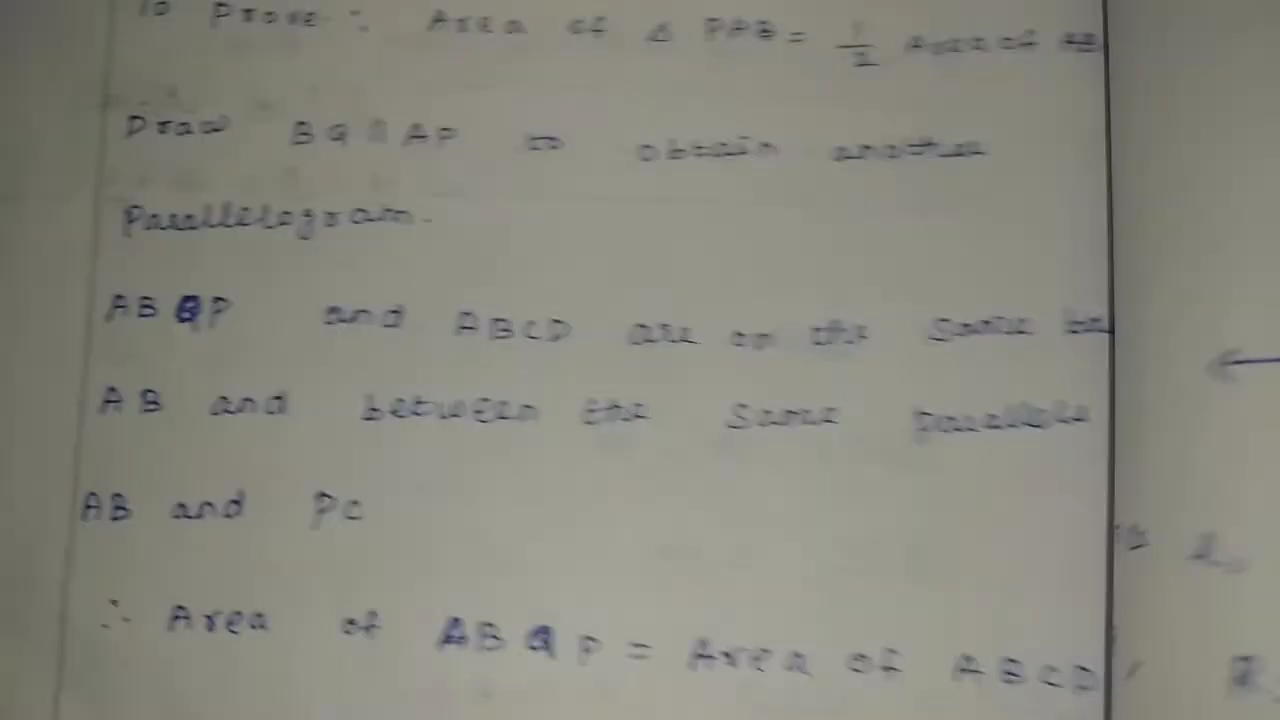 To Prove :- Area of △ PAB = 1/2 Area of
Draw BQ || AP to obtain another
Parallelogram.
ABQP and ABCD are on the same
AB and between the same parallels
AB and PC
∴ Area of ABQP = Area of ABCD